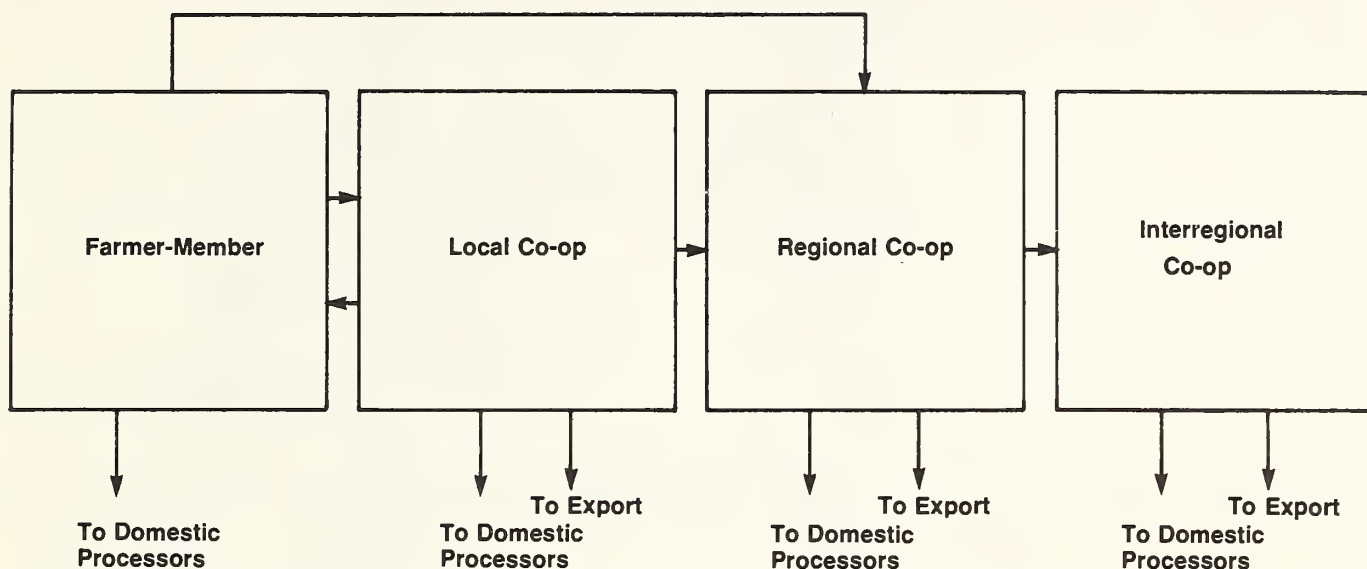 Farmer-Member
Local Co-op
Regional Co-op
Interregional
Co-op
To Domestic
Processors
To Export
To Domestic
Processors
To Export
To Domestic
Processors
To Export
To Domestic
Processors